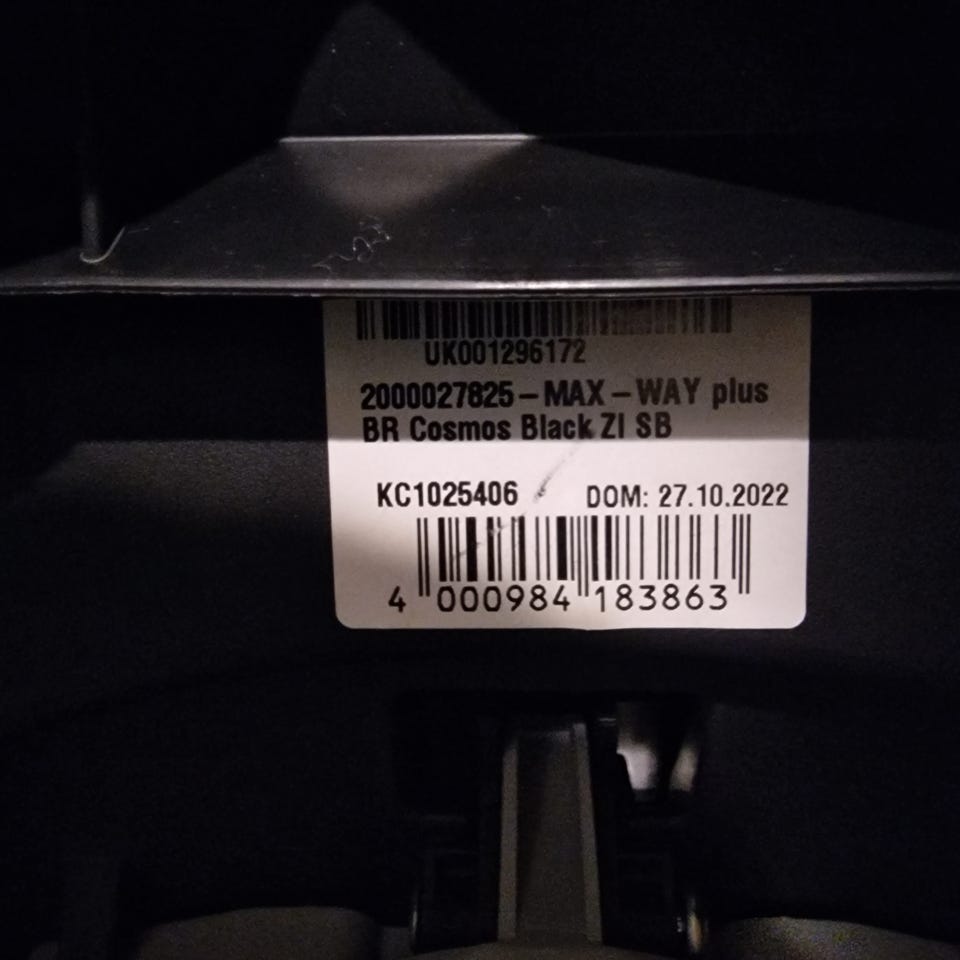 UK001296172
2000027825-MAX-WAY plus
BR Cosmos Black ZI SB
KC1025406 DOM: 27.10.2022
4 000984 183863